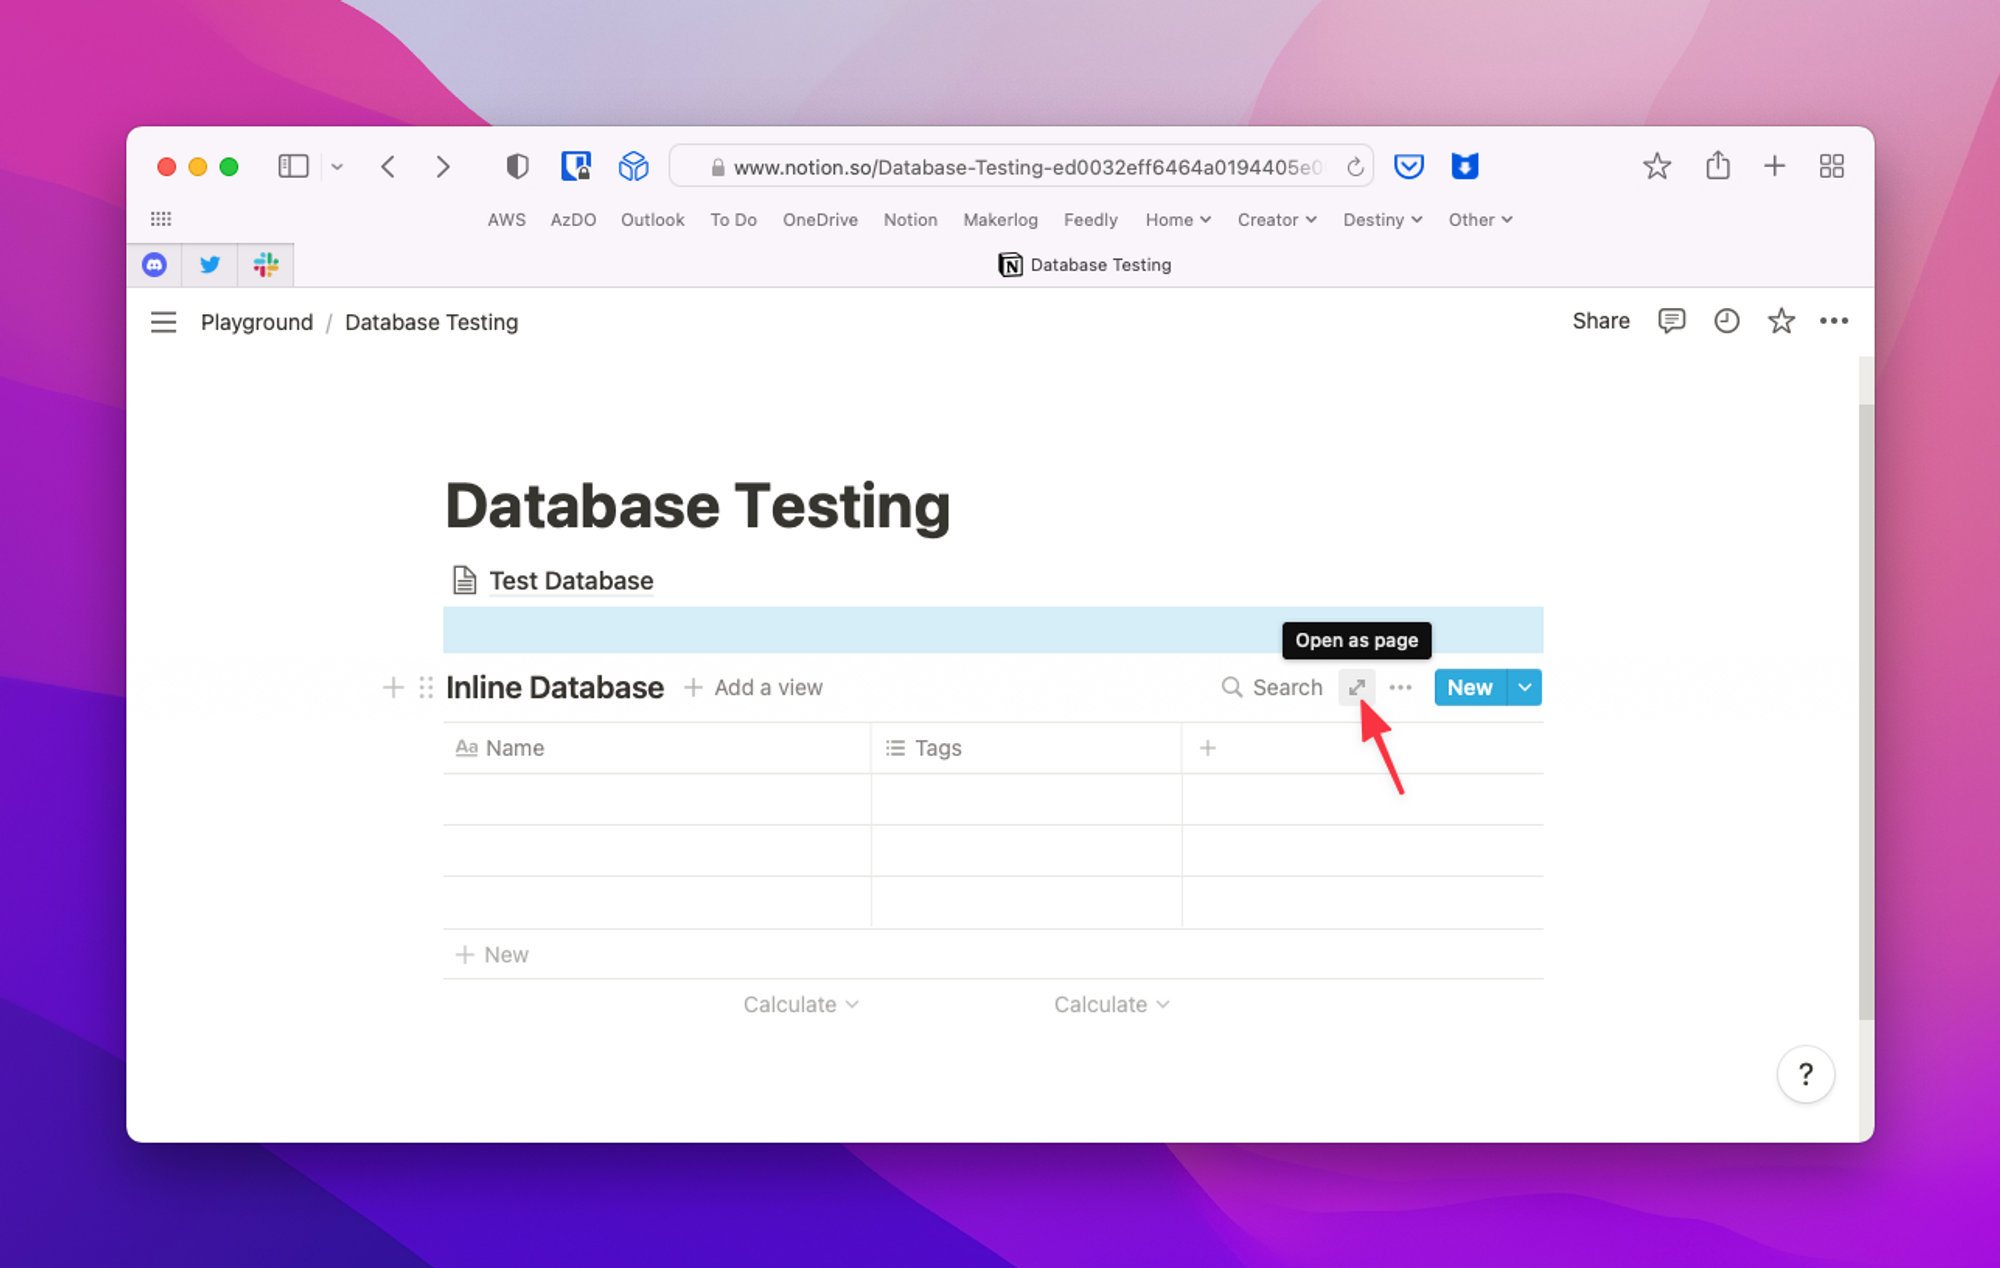 www.notion.so/Database-Testing-ed0032eff6464a0194405e0
AWS AzDO Outlook To Do OneDrive Notion Makerlog Feedly Home Creator Destiny Other
Database Testing
Playground / Database Testing
Share
Database Testing
Test Database
Open as page
Inline Database + Add a view Search New
Aa Name Tags +
+ New
Calculate Calculate
?